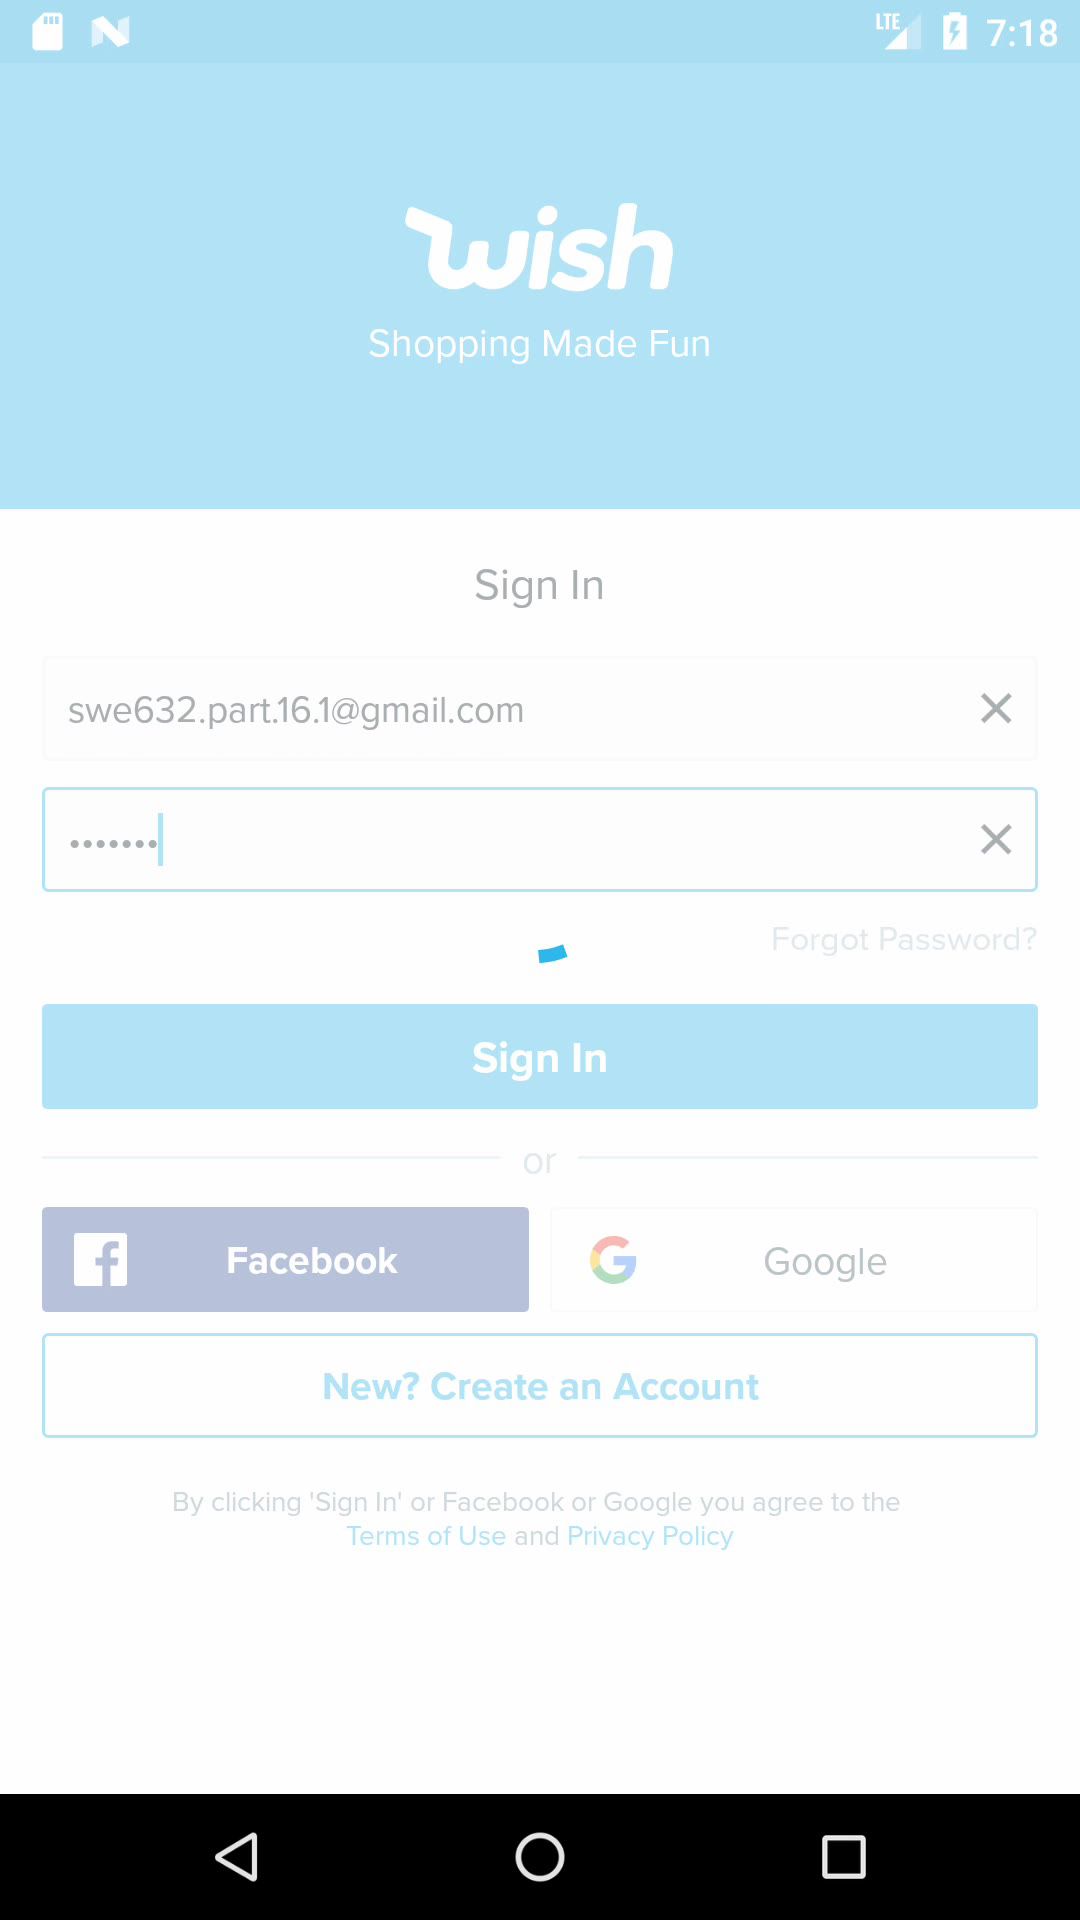 LTE 7:18
wish
Shopping Made Fun
Sign In
swe632.part.16.1@gmail.com
•••••••
Forgot Password?
Sign In
or
Facebook
Google
New? Create an Account
By clicking 'Sign In' or Facebook or Google you agree to the
Terms of Use and Privacy Policy